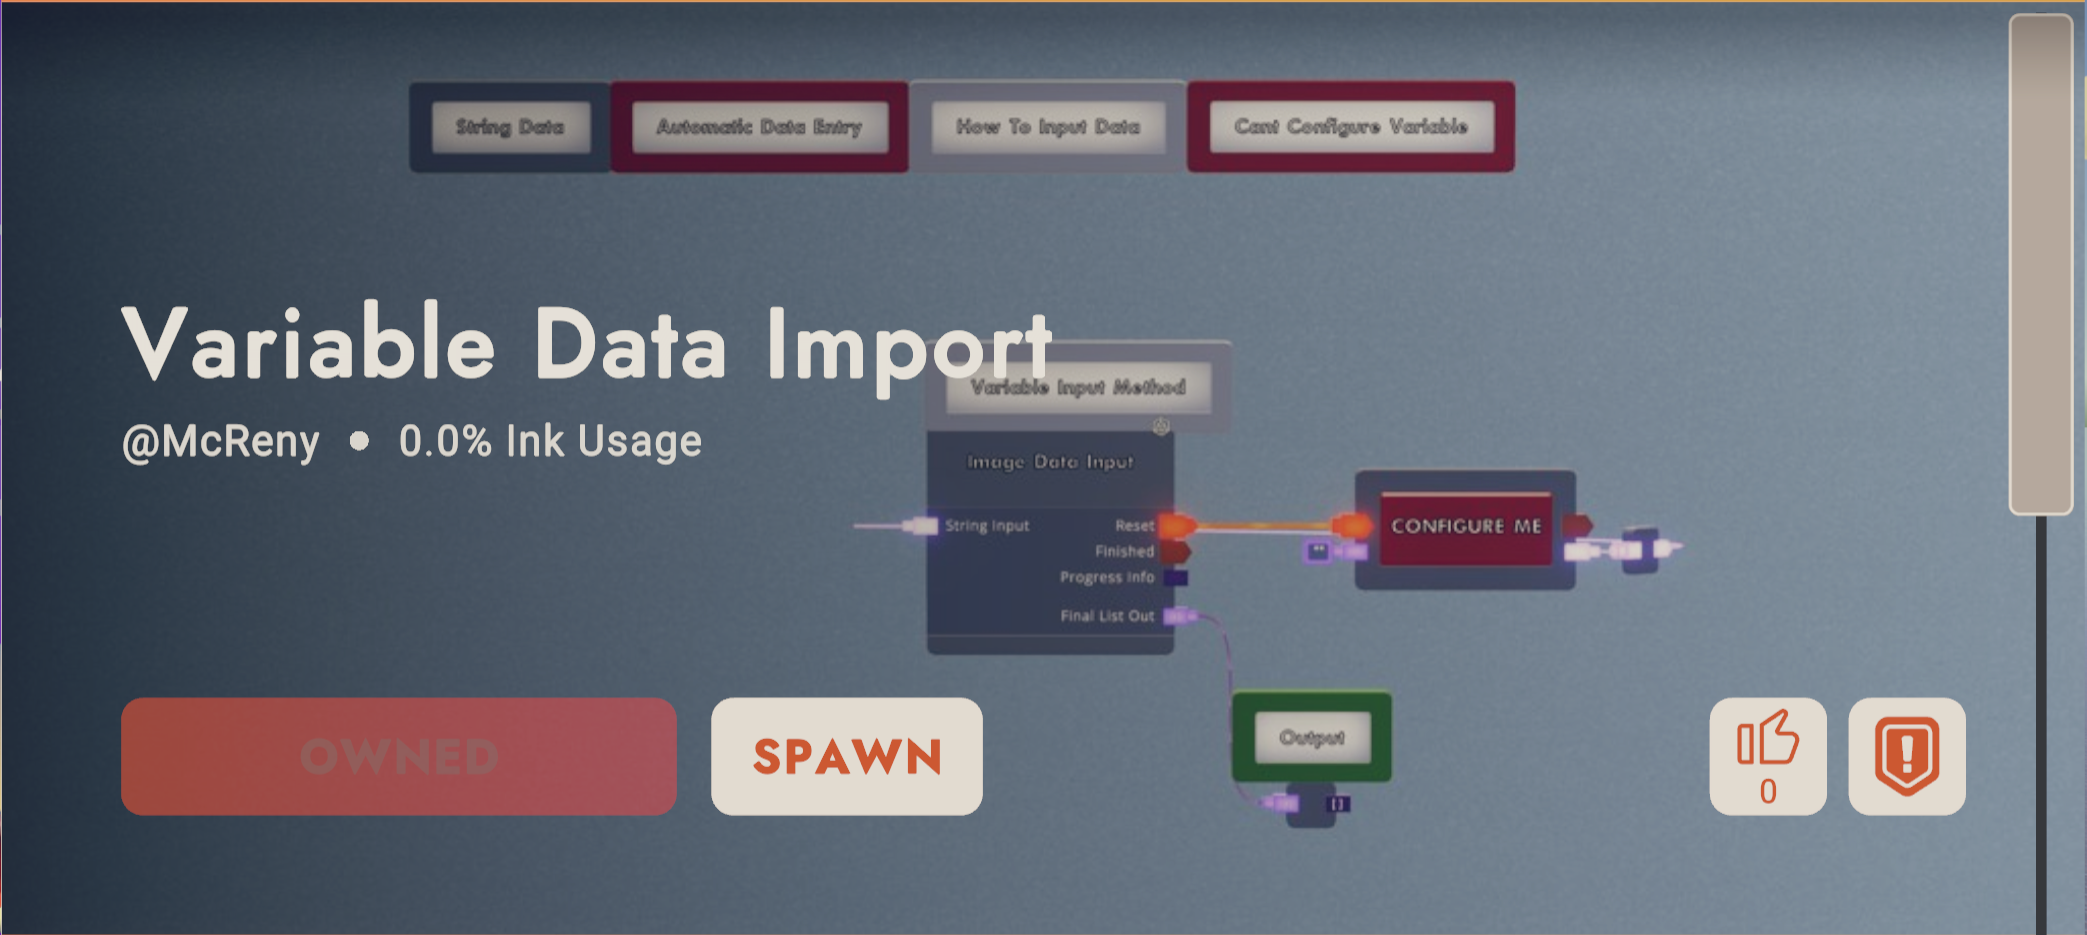 String Data
Automatic Data Entry
How To Input Data
Cant Configure Variable
Variable Data Import
Variable Input Method
@McReny • 0.0% Ink Usage
Image Data Input
String Input
Reset
CONFIGURE ME
Finished
Progress Info
Final List Out
OWNED
SPAWN
Output
0